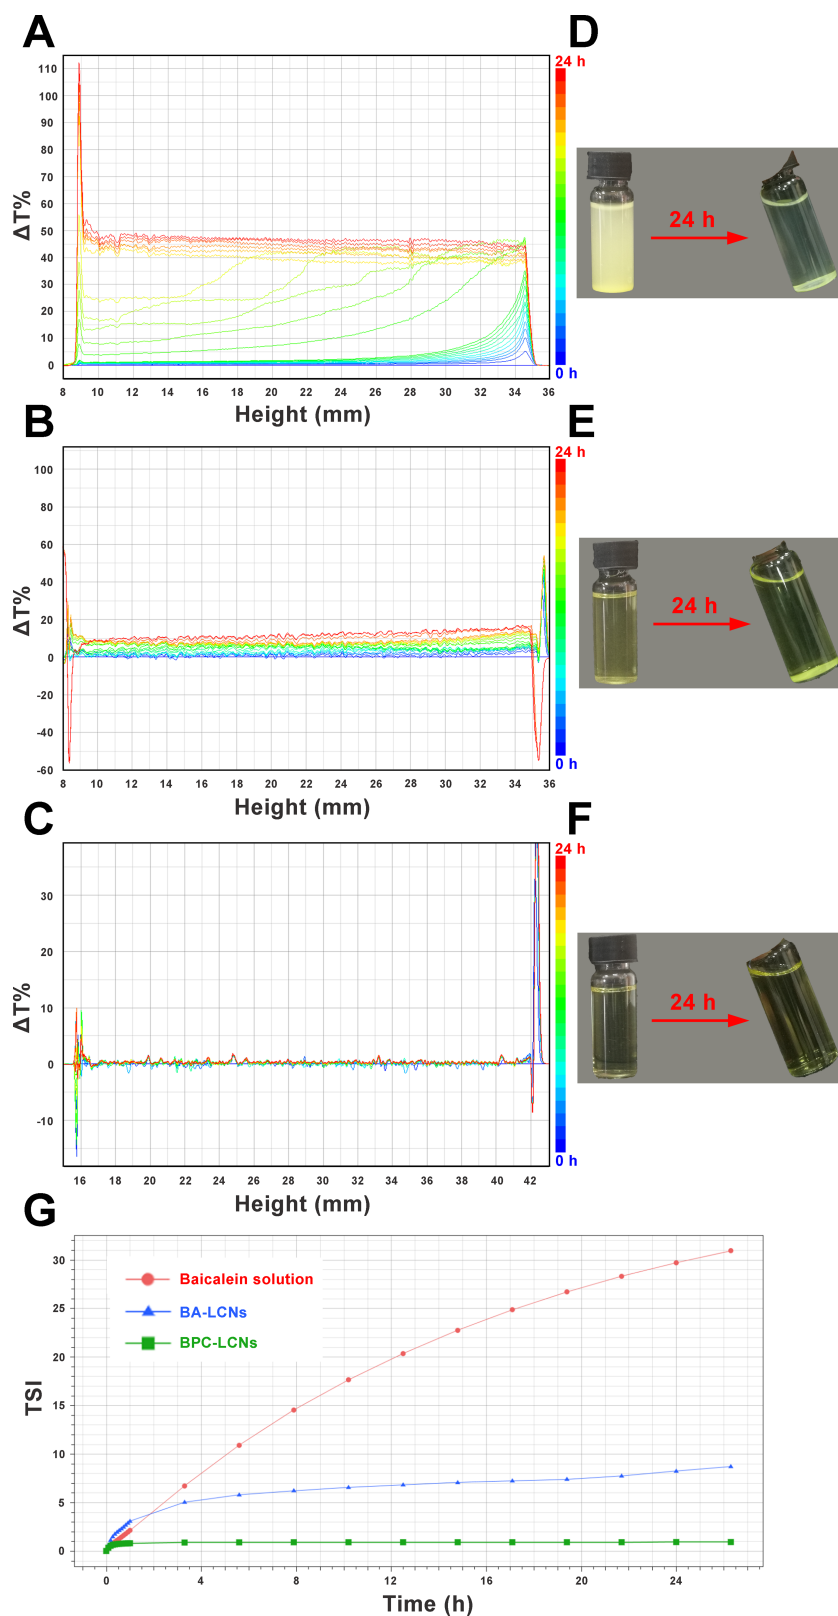 A
D
24 h
110
100
90
80
70
60
50
40
30
20
10
0
ΔT%
0 h
8 10 12 14 16 18 20 22 24 26 28 30 32 34 36
Height (mm)
24 h
B
E
24 h
100
80
60
40
20
0
-20
-40
-60
ΔT%
0 h
8 10 12 14 16 18 20 22 24 26 28 30 32 34 36
Height (mm)
24 h
C
F
24 h
30
20
10
0
-10
ΔT%
0 h
16 18 20 22 24 26 28 30 32 34 36 38 40 42
Height (mm)
24 h
G
30
25
20
15
10
5
0
TSI
Baicalein solution
BA-LCNs
BPC-LCNs
0 4 8 12 16 20 24
Time (h)